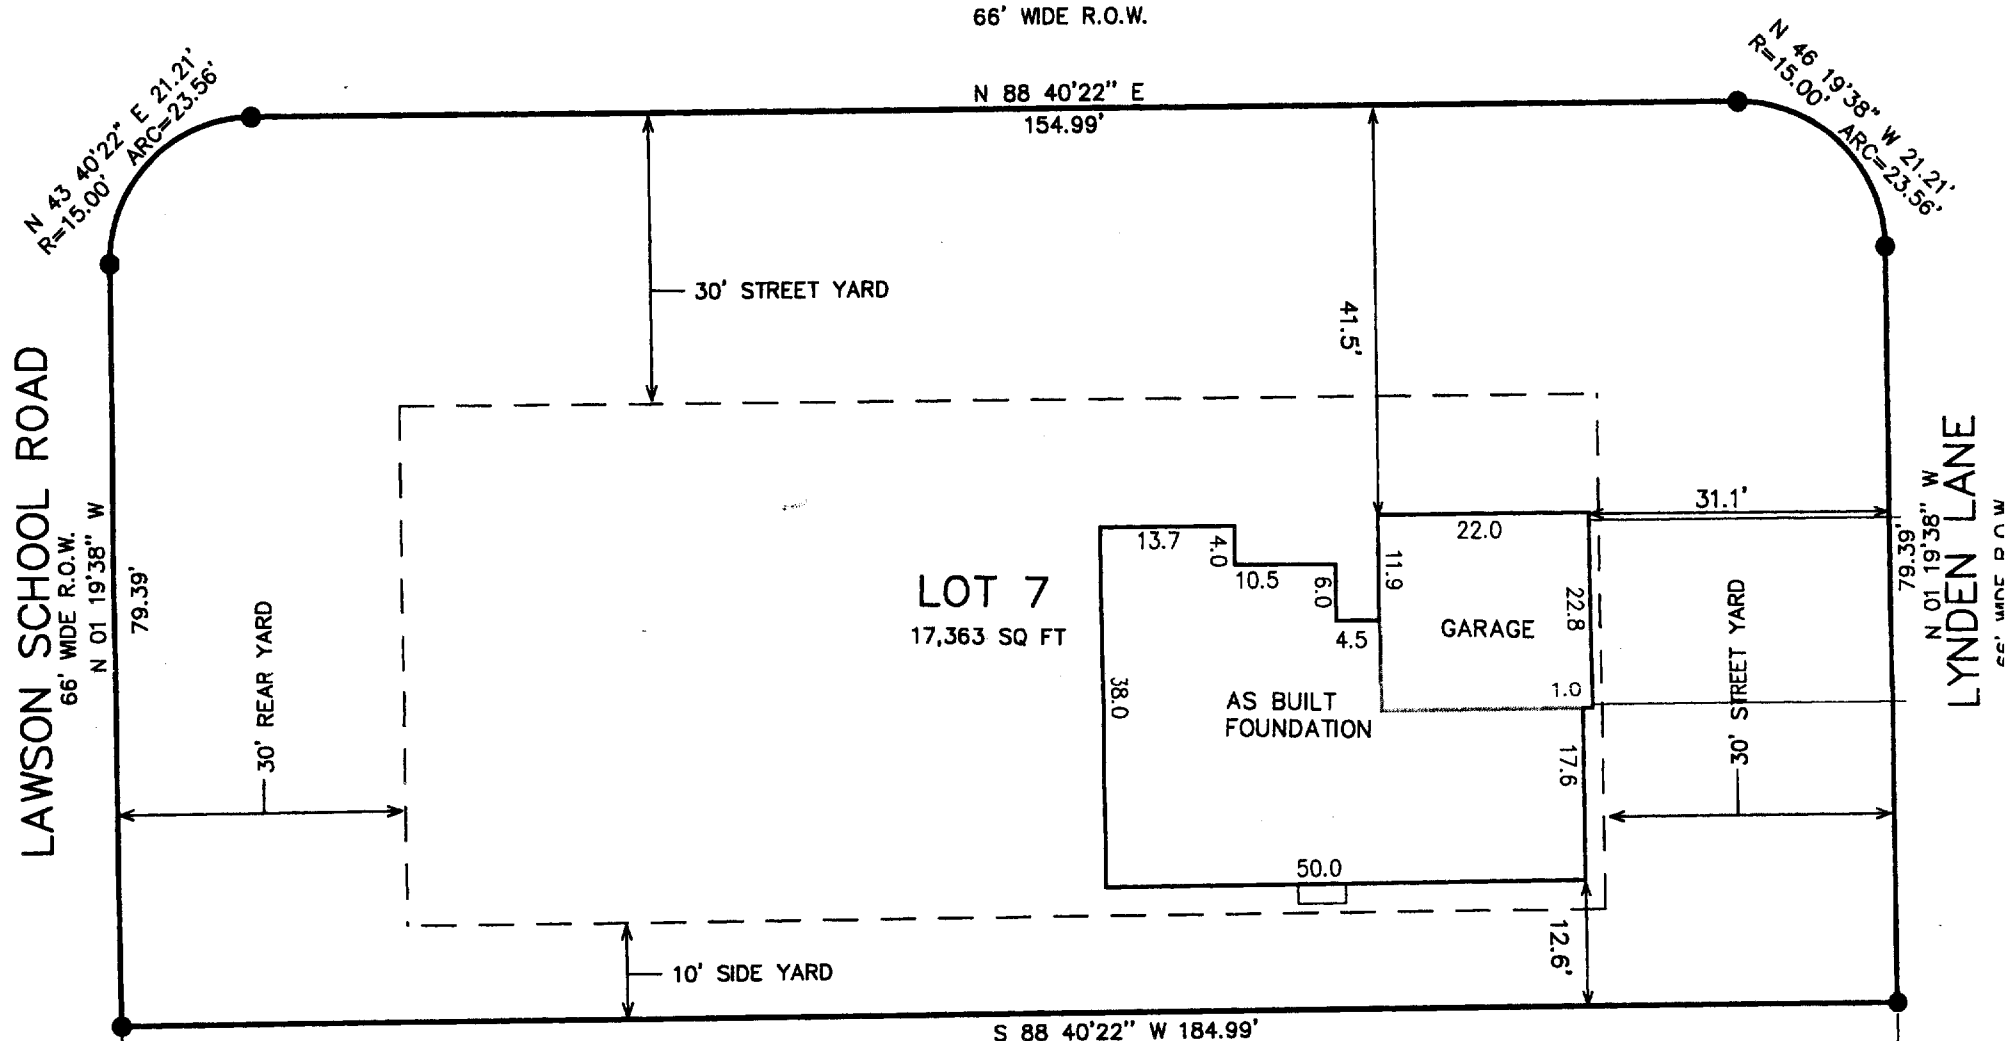 66' WIDE R.O.W.
N 43 40'22" E 21.21'
R=15.00' ARC=23.56'
N 88 40'22" E
154.99'
N 46 19'38" W 21.21'
R=15.00' ARC=23.56'
30' STREET YARD
41.5'
LAWSON SCHOOL ROAD
66' WIDE R.O.W.
N 01 19'38" W
79.39'
30' REAR YARD
LOT 7
17,363 SQ FT
13.7
4.0
10.5
6.0
4.5
11.9
22.0
22.8
GARAGE
1.0
31.1'
38.0
AS BUILT
FOUNDATION
17.6
50.0
12.6'
30' STREET YARD
79.39'
N 01 19'38" W
LYNDEN LANE
66' WIDE R.O.W.
10' SIDE YARD
S 88 40'22" W 184.99'